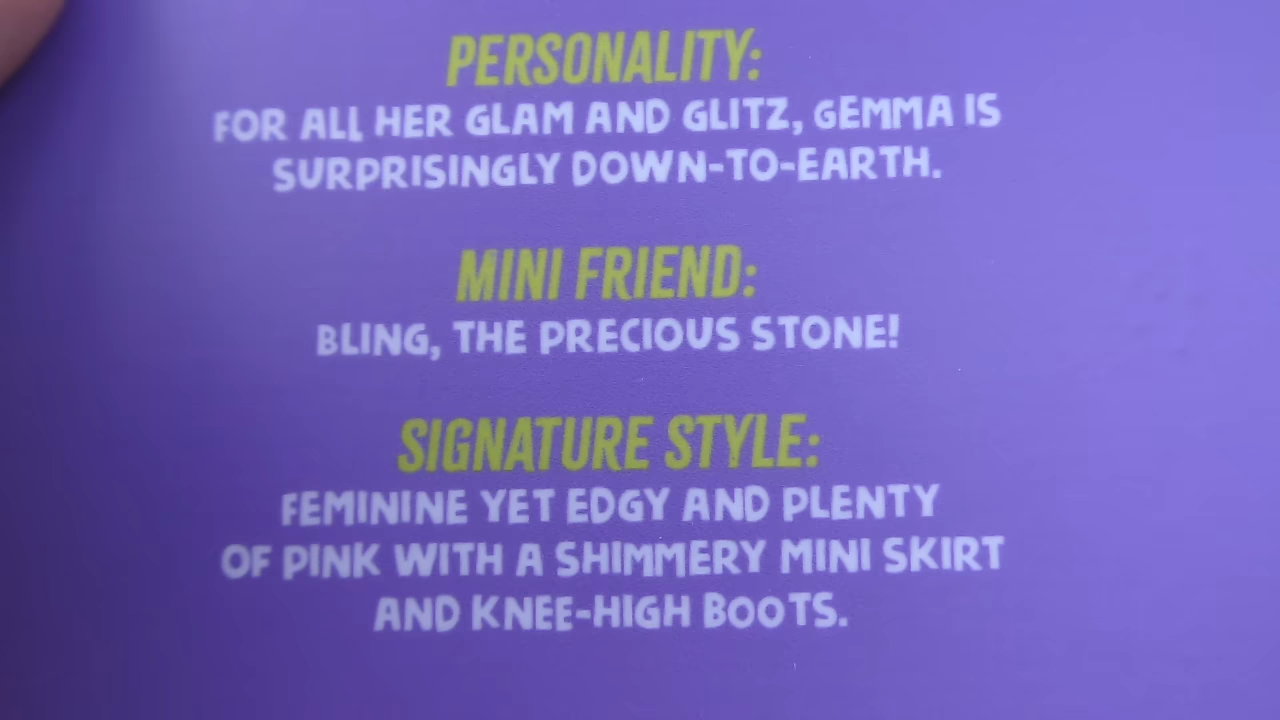 PERSONALITY:
FOR ALL HER GLAM AND GLITZ, GEMMA IS
SURPRISINGLY DOWN-TO-EARTH.
MINI FRIEND:
BLING, THE PRECIOUS STONE!
SIGNATURE STYLE:
FEMININE YET EDGY AND PLENTY
OF PINK WITH A SHIMMERY MINI SKIRT
AND KNEE-HIGH BOOTS.